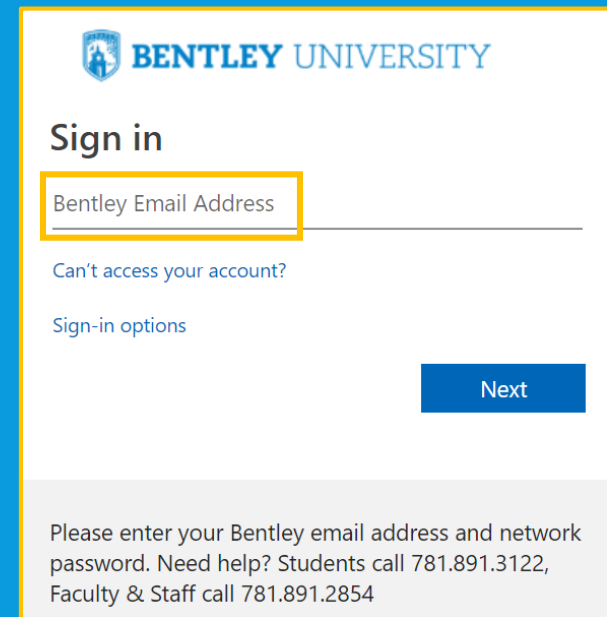 BENTLEY UNIVERSITY
Sign in
Bentley Email Address
Can't access your account?
Sign-in options
Next
Please enter your Bentley email address and network
password. Need help? Students call 781.891.3122,
Faculty & Staff call 781.891.2854